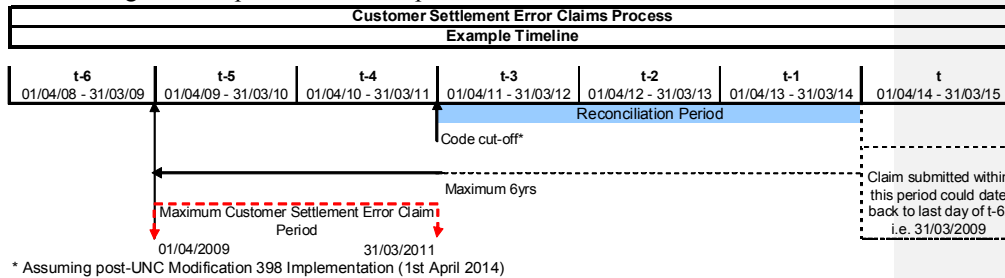 Customer Settlement Error Claims Process
Example Timeline
t-6 t-5 t-4 t-3 t-2 t-1 t
01/04/08 - 31/03/09 01/04/09 - 31/03/10 01/04/10 - 31/03/11 01/04/11 - 31/03/12 01/04/12 - 31/03/13 01/04/13 - 31/03/14 01/04/14 - 31/03/15
Reconciliation Period
Code cut-off*
Maximum 6yrs
Claim submitted within
this period could date
back to last day of t-6
i.e. 31/03/2009
Maximum Customer Settlement Error Claim
Period
01/04/2009 31/03/2011
* Assuming post-UNC Modification 398 Implementation (1st April 2014)